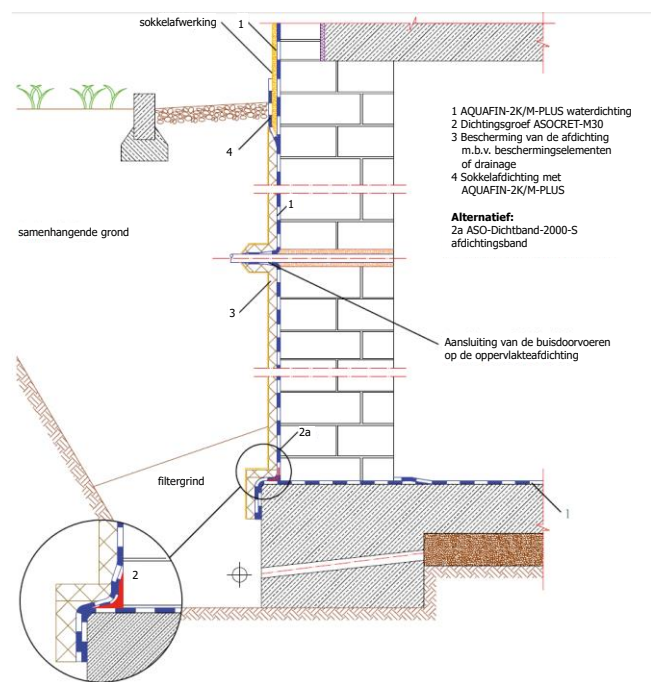 sokkelafwerking
1
4
1 AQUAFIN-2K/M-PLUS waterdichting
2 Dichtingsgroef ASOCRET-M30
3 Bescherming van de afdichting
m.b.v. beschermingselementen
of drainage
4 Sokkelafdichting met
AQUAFIN-2K/M-PLUS
Alternatief:
2a ASO-Dichtband-2000-S
afdichtingsband
1
samenhangende grond
3
Aansluiting van de buisdoorvoeren
op de oppervlakteafdichting
2a
filtergrind
1
2